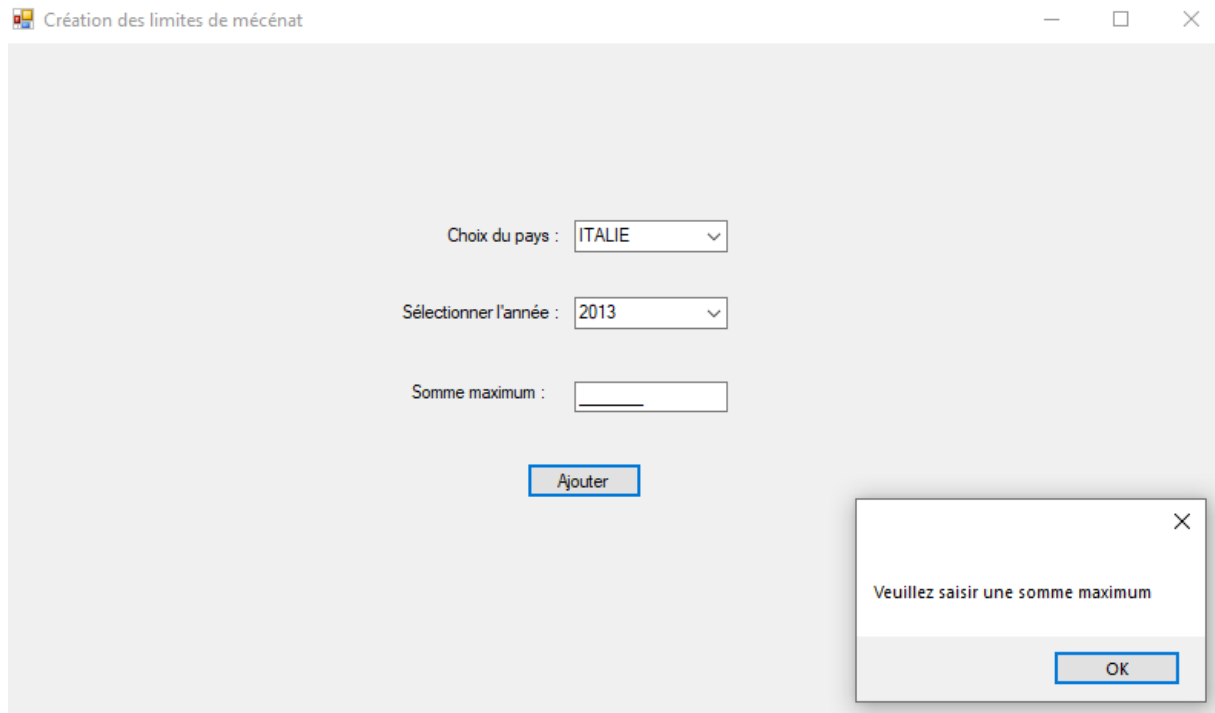 Création des limites de mécénat
Choix du pays : ITALIE
Sélectionner l'année : 2013
Somme maximum : _______
Ajouter
Veuillez saisir une somme maximum
OK